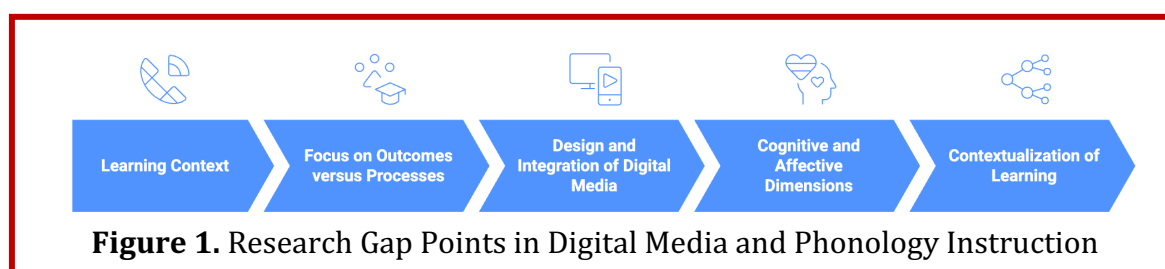 Learning Context
Focus on Outcomes
versus Processes
Design and
Integration of Digital
Media
Cognitive and
Affective
Dimensions
Contextualization of
Learning
Figure 1. Research Gap Points in Digital Media and Phonology Instruction